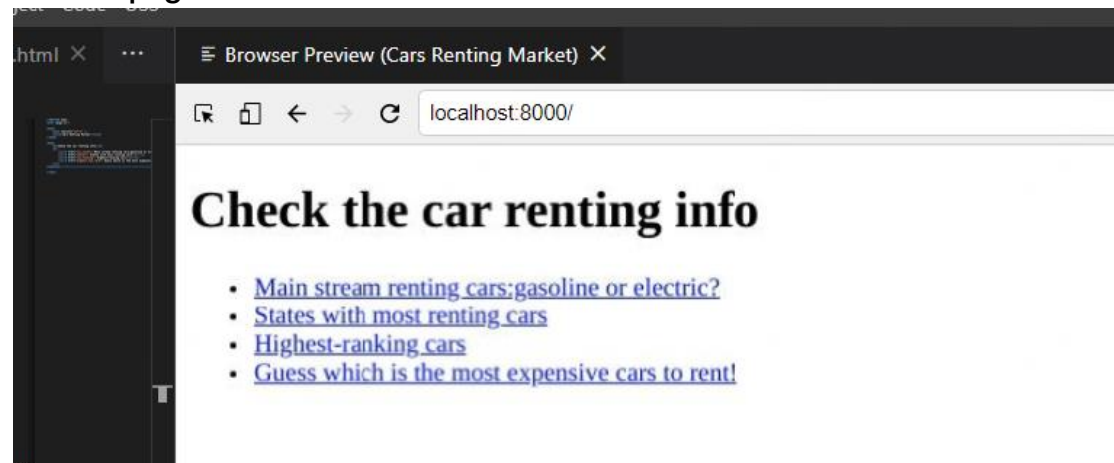 .html ×
Browser Preview (Cars Renting Market) ×
localhost:8000/
Check the car renting info
• Main stream renting cars:gasoline or electric?
• States with most renting cars
• Highest-ranking cars
• Guess which is the most expensive cars to rent!